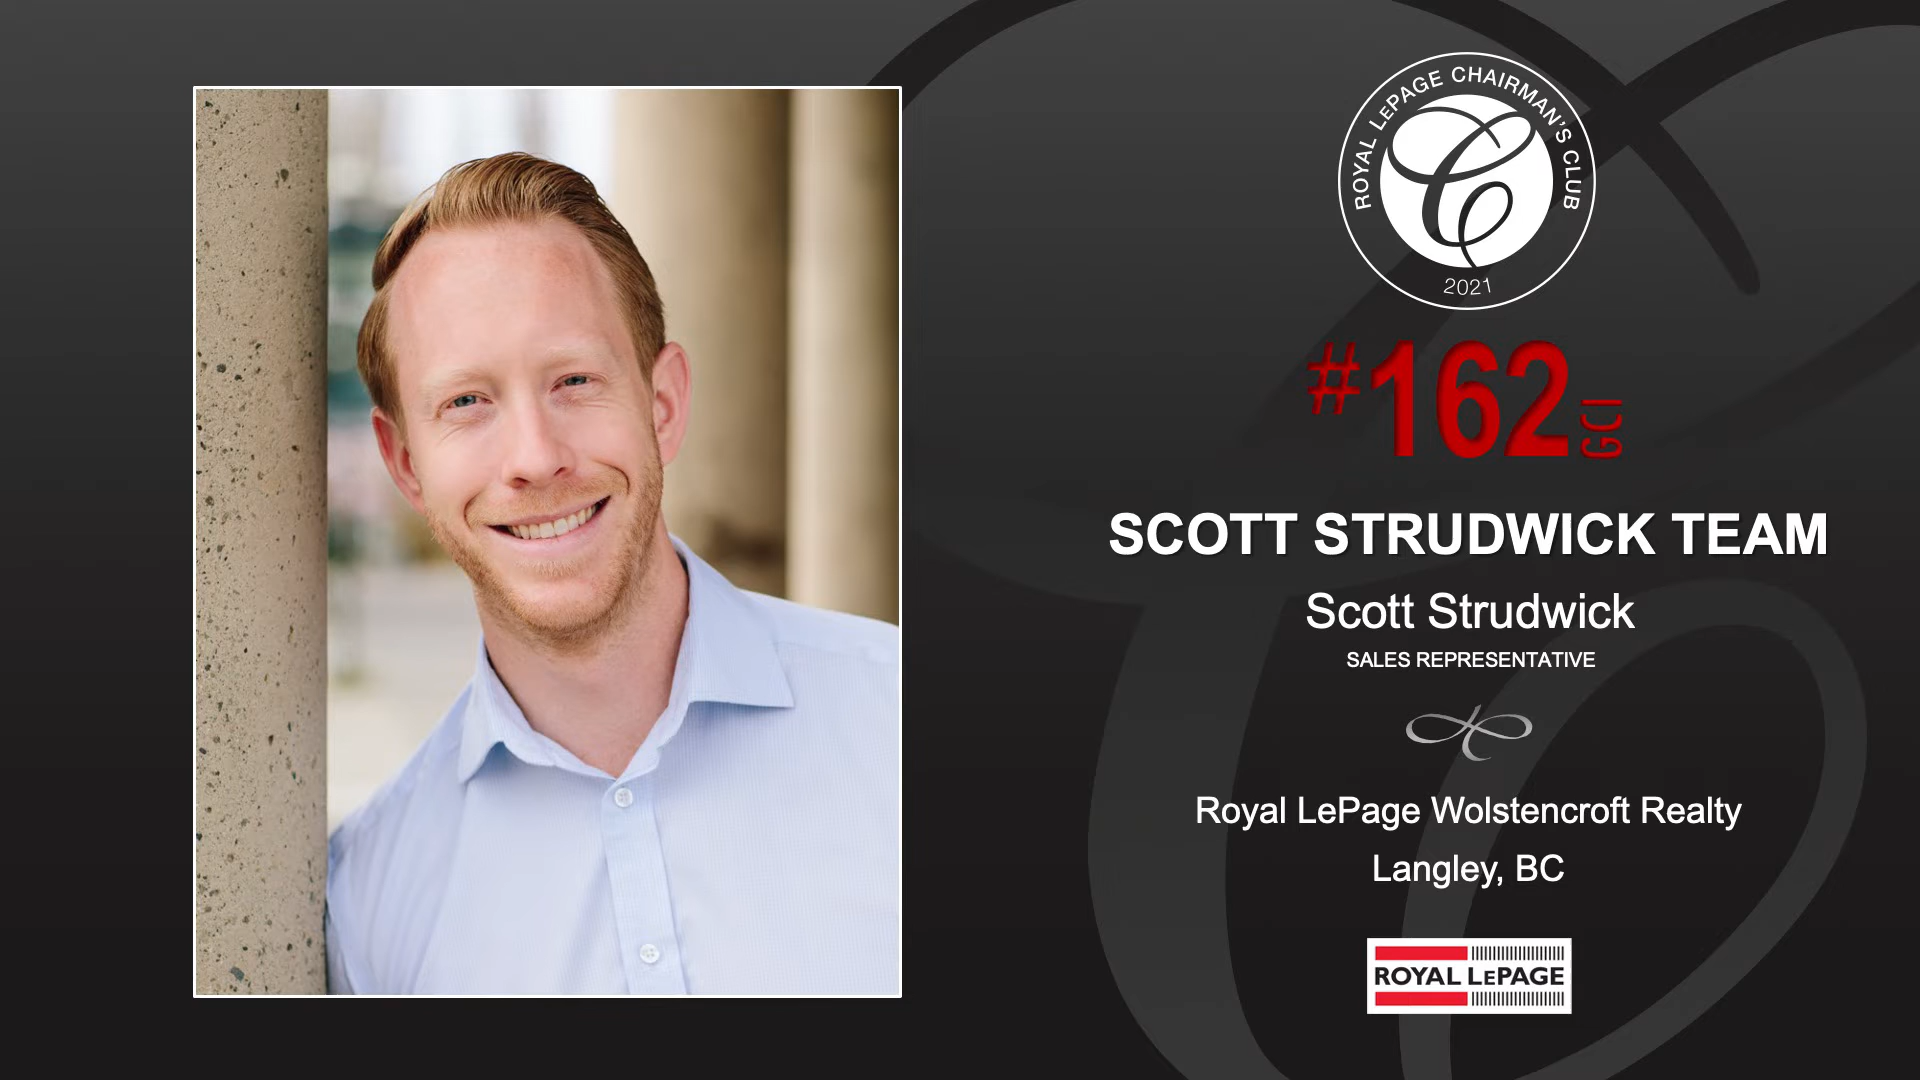 ROYAL LEPAGE CHAIRMAN'S CLUB
2021
#162 GCI
SCOTT STRUDWICK TEAM
Scott Strudwick
SALES REPRESENTATIVE
Royal LePage Wolstencroft Realty
Langley, BC
ROYAL LEPAGE